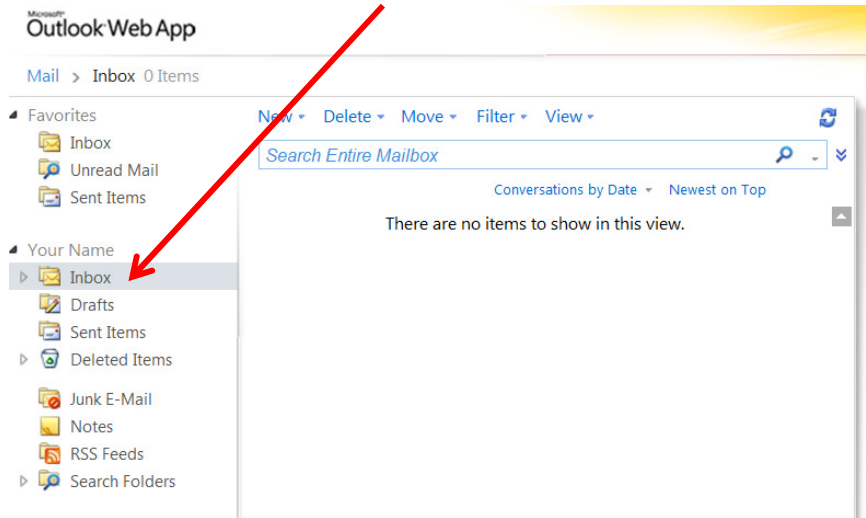 Microsoft
Outlook Web App
Mail > Inbox 0 Items
Favorites
Inbox
Unread Mail
Sent Items
Your Name
Inbox
Drafts
Sent Items
Deleted Items
Junk E-Mail
Notes
RSS Feeds
Search Folders
New Delete Move Filter View
Search Entire Mailbox
Conversations by Date Newest on Top
There are no items to show in this view.